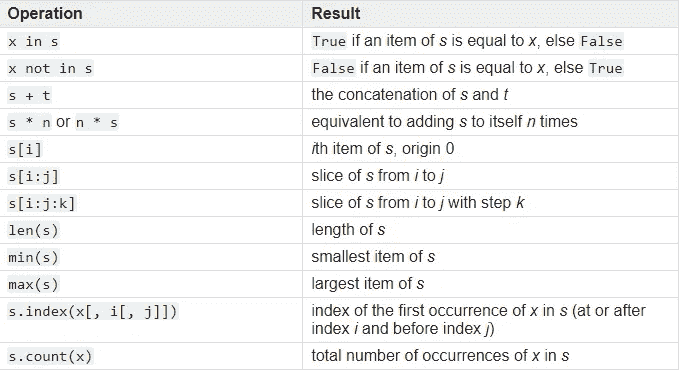 Operation Result
x in s True if an item of s is equal to x, else False
x not in s False if an item of s is equal to x, else True
s + t the concatenation of s and t
s * n or n * s equivalent to adding s to itself n times
s[i] ith item of s, origin 0
s[i:j] slice of s from i to j
s[i:j:k] slice of s from i to j with step k
len(s) length of s
min(s) smallest item of s
max(s) largest item of s
s.index(x[, i[, j]]) index of the first occurrence of x in s (at or after
index i and before index j)
s.count(x) total number of occurrences of x in s